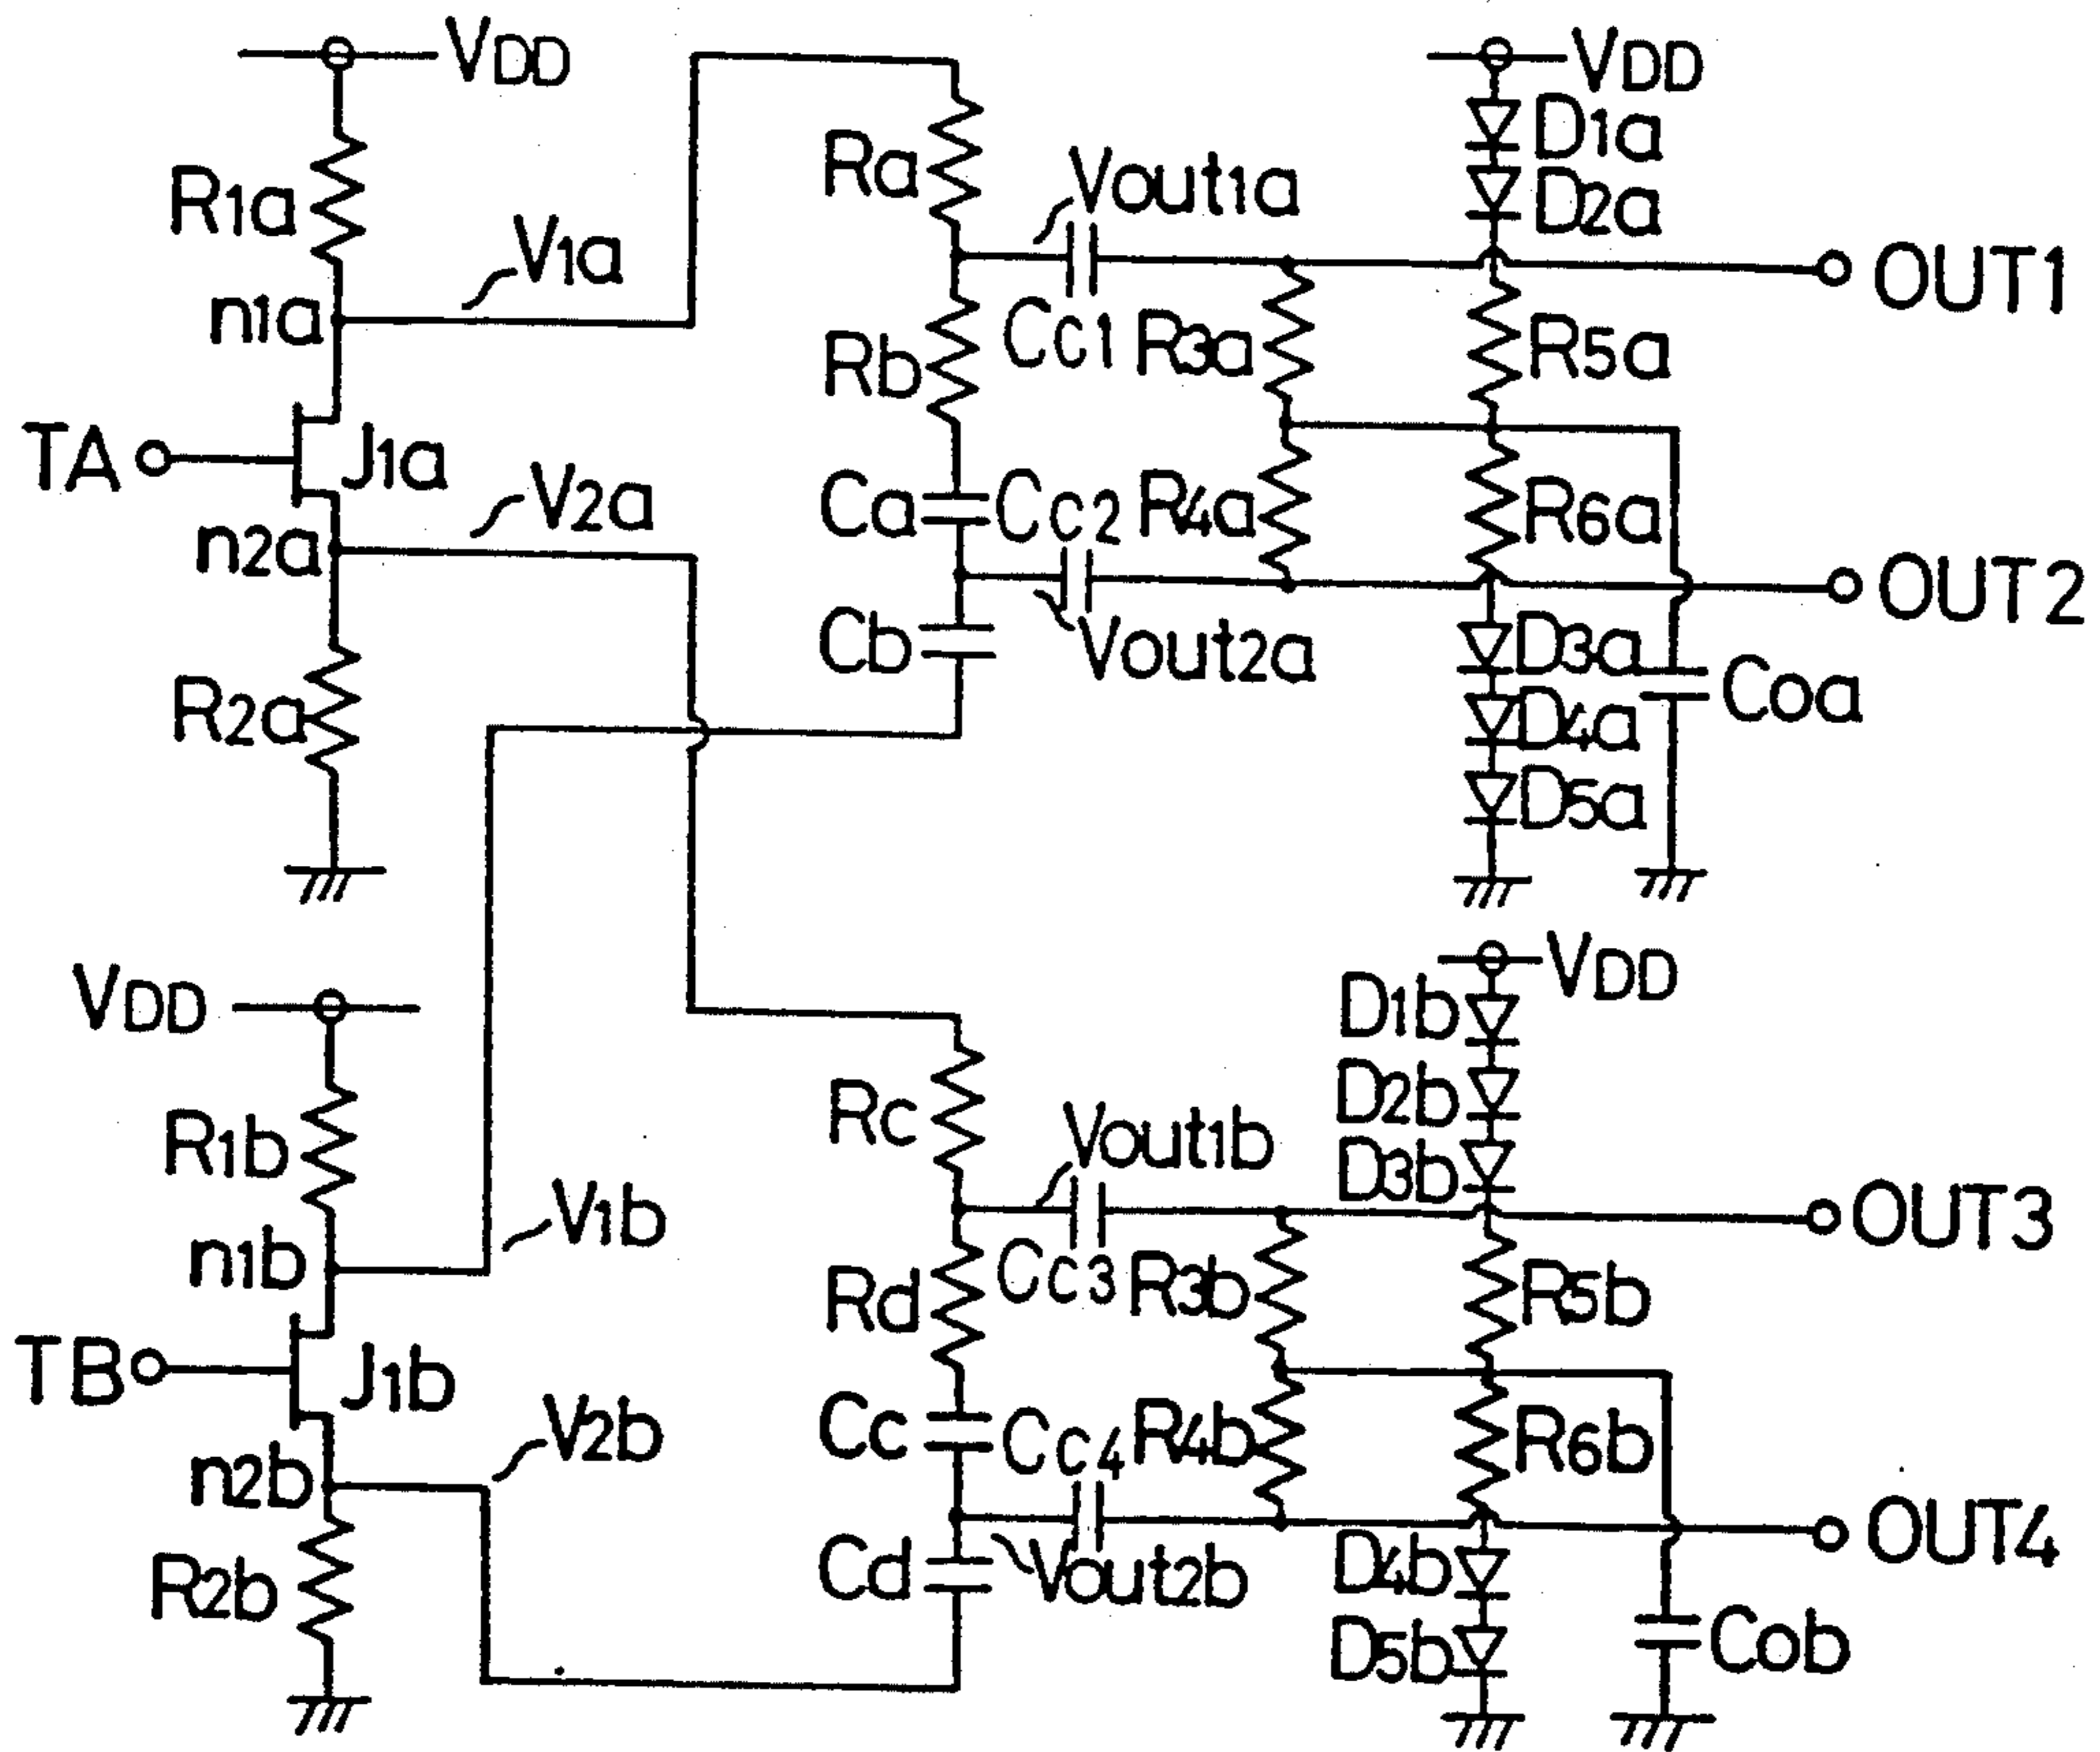 VDD
VDD
D1a
Ra
Vout1a
D2a
R1a
V1a
OUT1
n1a
Cc1
R3a
R5a
Rb
TA
J1a
V2a
Ca
Cc2
R4a
R6a
n2a
OUT2
Cb
Vout2a
D3a
R2a
Coa
D4a
D5a
VDD
VDD
D1b
D2b
Rc
R1b
Vout1b
D3b
V1b
OUT3
n1b
Cc3
R3b
R5b
Rd
TB
J1b
V2b
Cc
Cc4
R4b
R6b
n2b
OUT4
R2b
Cd
Vout2b
D4b
D5b
Cob